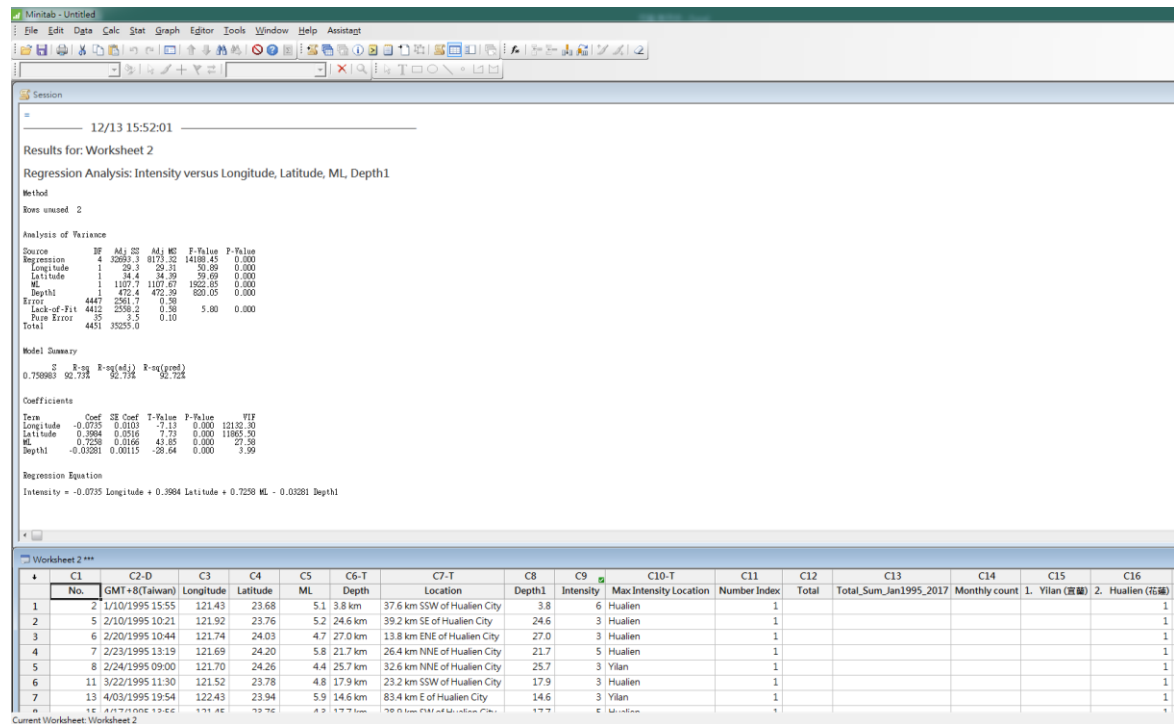 Minitab - Untitled
File Edit Data Calc Stat Graph Editor Tools Window Help Assistant
Session
12/13 15:52:01
Results for: Worksheet 2
Regression Analysis: Intensity versus Longitude, Latitude, ML, Depth1
Method
Rows unused 2
Analysis of Variance
Source DF Adj SS Adj MS F-Value P-Value
Regression 4 32693.3 8173.32 14188.45 0.000
Longitude 1 29.3 29.31 50.89 0.000
Latitude 1 34.4 34.39 59.69 0.000
ML 1 1107.7 1107.67 1922.85 0.000
Depth1 1 472.4 472.39 820.05 0.000
Error 4447 2561.7 0.58
Lack-of-Fit 4412 2558.2 0.58 5.80 0.000
Pure Error 35 3.5 0.10
Total 4451 35255.0
Model Summary
S R-sq R-sq(adj) R-sq(pred)
0.758983 92.73% 92.73% 92.72%
Coefficients
Term Coef SE Coef T-Value P-Value VIF
Longitude -0.0735 0.0103 -7.13 0.000 12132.30
Latitude 0.3984 0.0516 7.73 0.000 11865.50
ML 0.7258 0.0166 43.85 0.000 27.58
Depth1 -0.03281 0.00115 -28.64 0.000 3.99
Regression Equation
Intensity = -0.0735 Longitude + 0.3984 Latitude + 0.7258 ML - 0.03281 Depth1
Worksheet 2 ***
C1 C2-D C3 C4 C5 C6-T C7-T C8 C9 C10-T C11 C12 C13 C14 C15 C16
No. GMT+8(Taiwan) Longitude Latitude ML Depth Location Depth1 Intensity Max Intensity Location Number Index Total Total_Sum_Jan1995_2017 Monthly count 1. Yilan (宜蘭) 2. Hualien (花蓮)
1 2 1/10/1995 15:55 121.43 23.68 5.1 3.8 km 37.6 km SSW of Hualien City 3.8 6 Hualien 1 1
2 5 2/10/1995 10:21 121.92 23.76 5.2 24.6 km 39.2 km SE of Hualien City 24.6 3 Hualien 1 1
3 6 2/20/1995 10:44 121.74 24.03 4.7 27.0 km 13.8 km ENE of Hualien City 27.0 3 Hualien 1 1
4 7 2/23/1995 13:19 121.69 24.20 5.8 21.7 km 26.4 km NNE of Hualien City 21.7 5 Hualien 1 1
5 8 2/24/1995 09:00 121.70 24.26 4.4 25.7 km 32.6 km NNE of Hualien City 25.7 3 Yilan 1
6 11 3/22/1995 11:30 121.52 23.78 4.8 17.9 km 23.2 km SSW of Hualien City 17.9 3 Hualien 1 1
7 13 4/03/1995 19:54 122.43 23.94 5.9 14.6 km 83.4 km E of Hualien City 14.6 3 Yilan 1 1
Current Worksheet: Worksheet 2